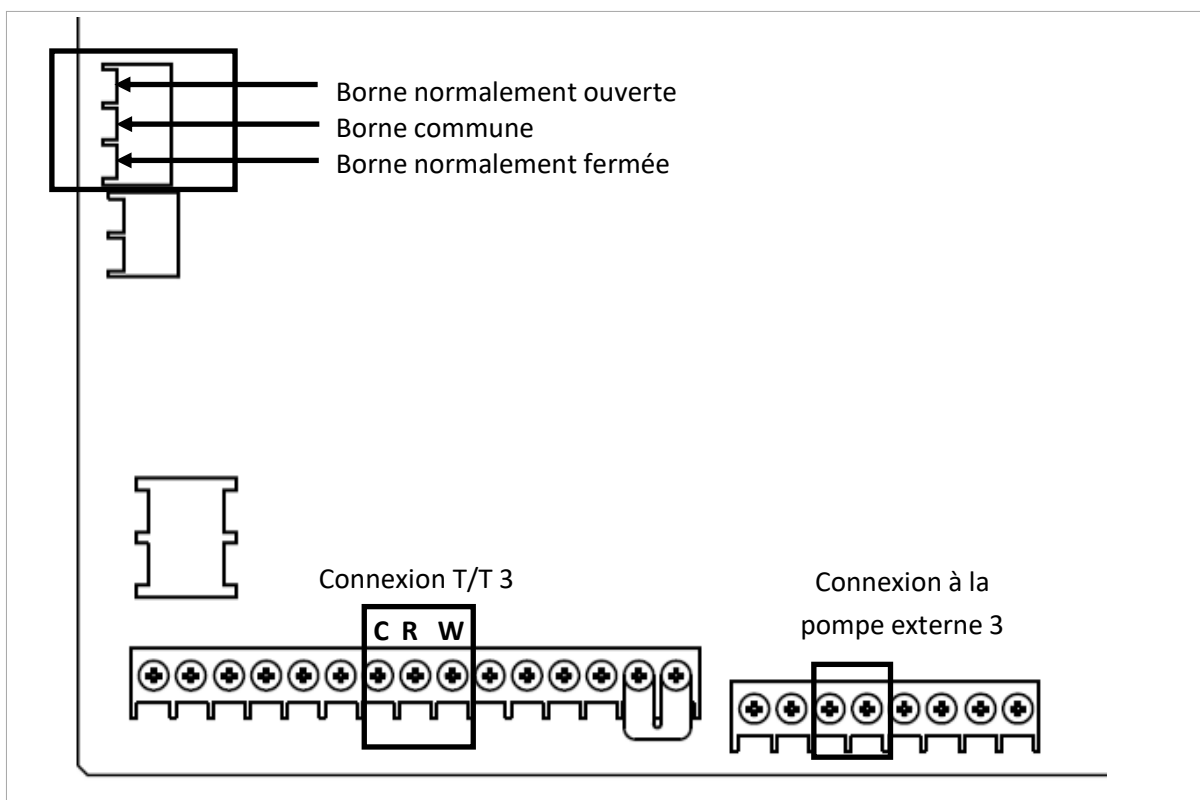 Borne normalement ouverte
Borne commune
Borne normalement fermée
Connexion T/T 3
C R W
Connexion à la
pompe externe 3